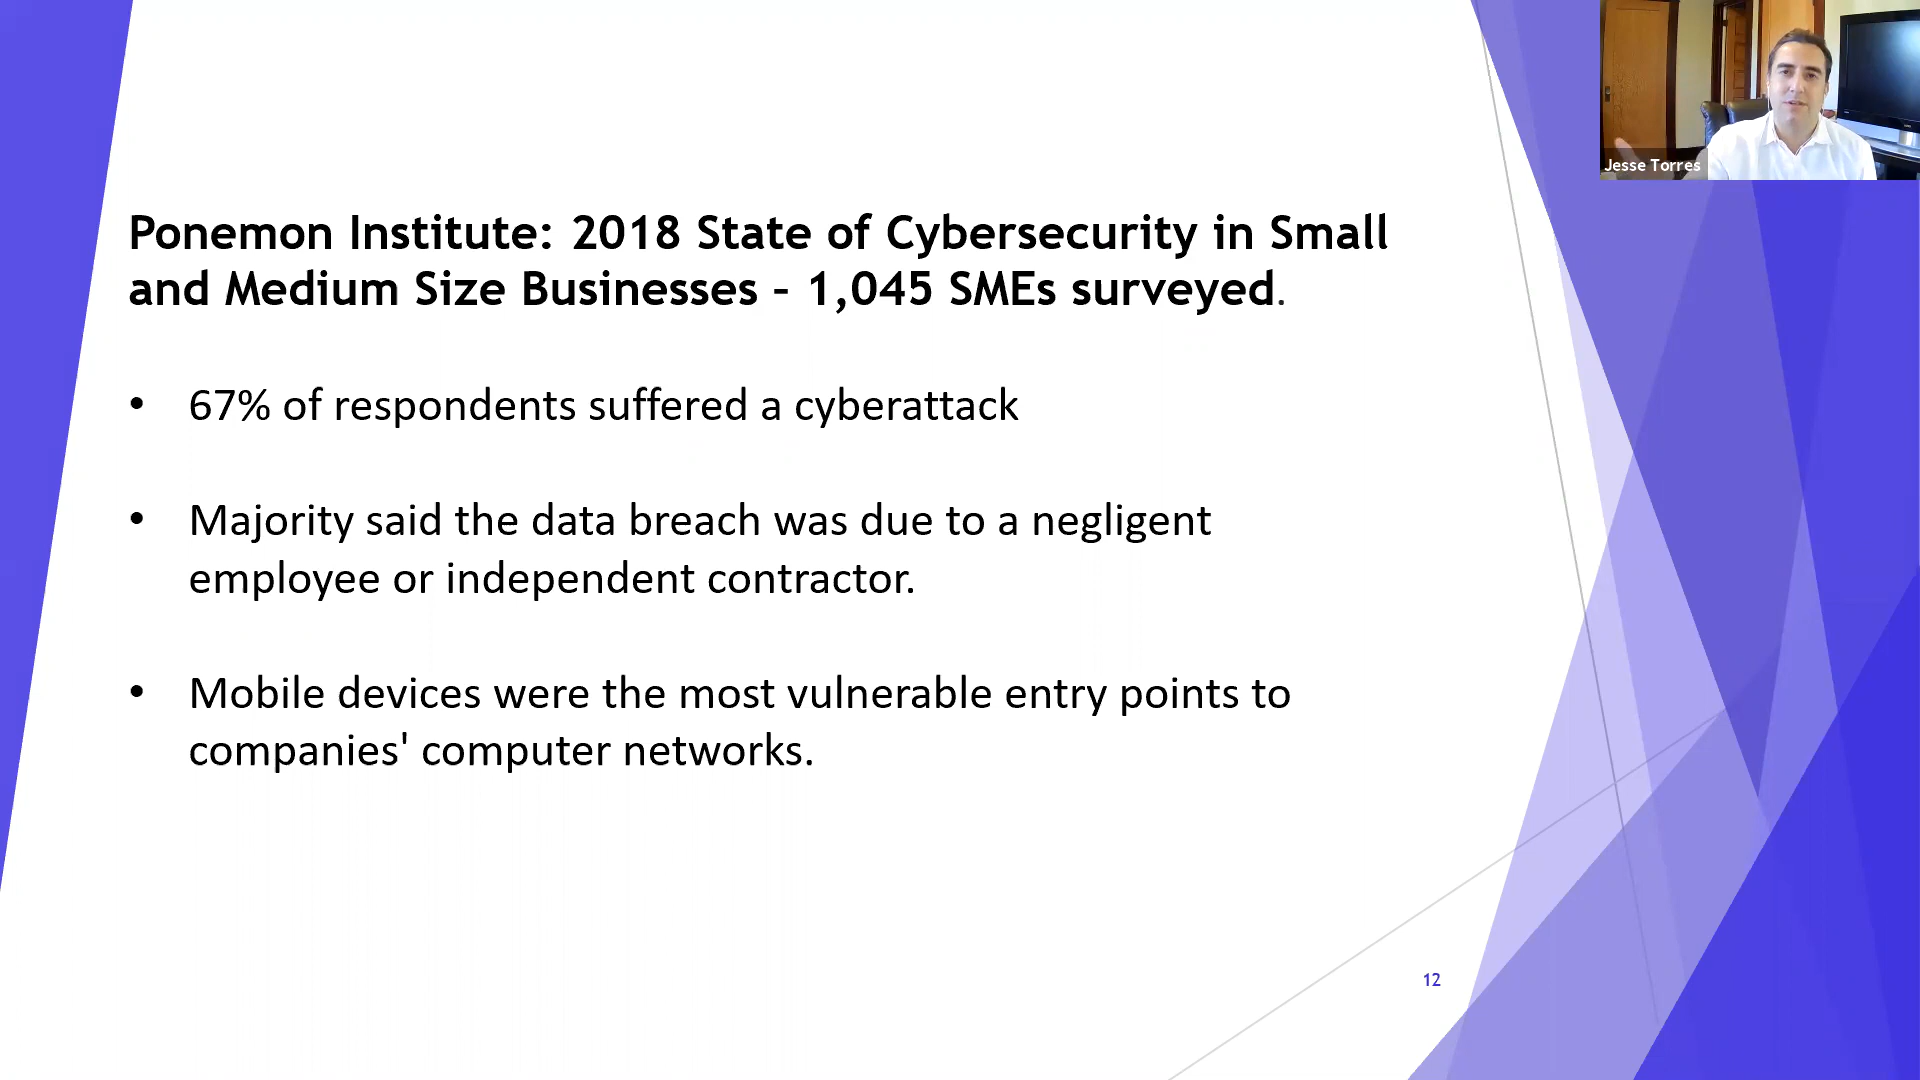 Jesse Torres
Ponemon Institute: 2018 State of Cybersecurity in Small
and Medium Size Businesses – 1,045 SMEs surveyed.
• 67% of respondents suffered a cyberattack
• Majority said the data breach was due to a negligent
employee or independent contractor.
• Mobile devices were the most vulnerable entry points to
companies' computer networks.
12